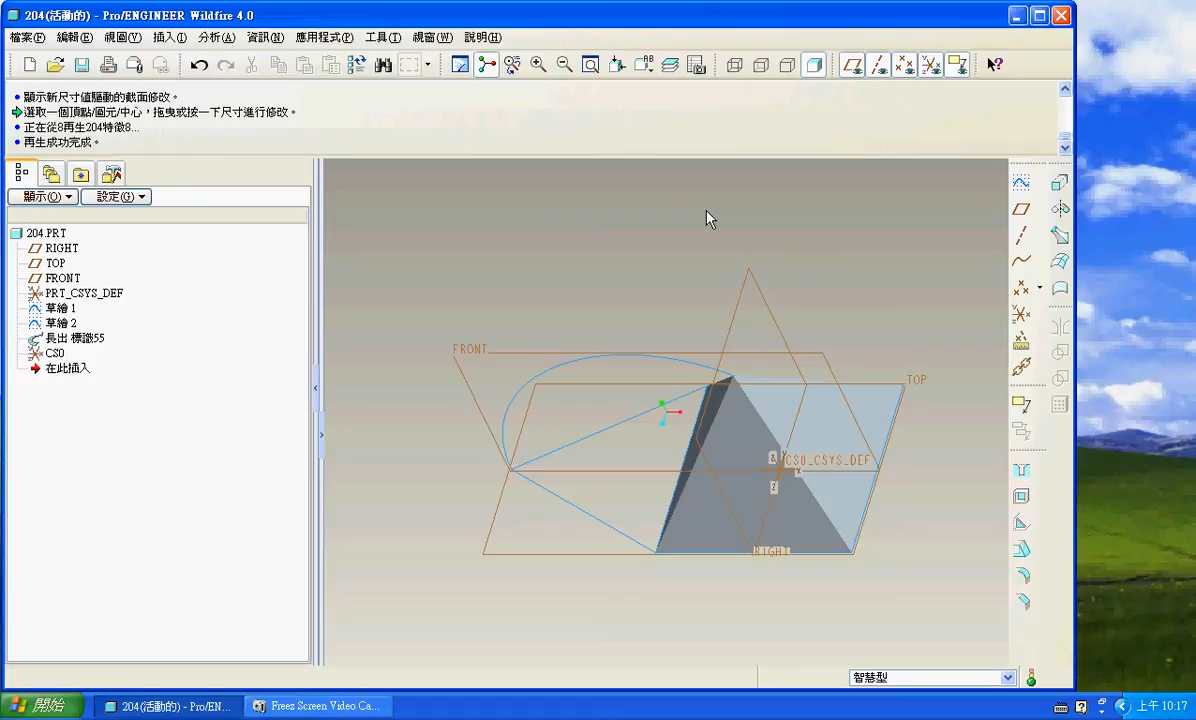 204(活動的) - Pro/ENGINEER Wildfire 4.0
檔案(F) 編輯(E) 視圖(V) 插入(I) 分析(A) 資訊(N) 應用程式(P) 工具(T) 視窗(W) 說明(H)
•顯示新尺寸值驅動的截面修改。
選取一個頂點/圖元/中心，拖曳或按一下尺寸進行修改。
•正在從8再生204特徵8...
•再生成功完成。
顯示(O) 設定(G)
204.PRT
RIGHT
TOP
FRONT
PRT_CSYS_DEF
草繪 1
草繪 2
長出 標識55
CS0
在此插入
FRONT
TOP
CS0_CSYS_DEF
Z
Z
X
RIGHT
智慧型
開始
204(活動的) - Pro/EN...
Freez Screen Video Ca...
上午 10:17